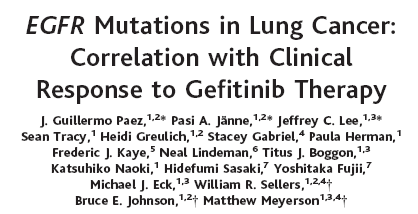 EGFR Mutations in Lung Cancer:
Correlation with Clinical
Response to Gefitinib Therapy
J. Guillermo Paez,1,2* Pasi A. Jänne,1,2* Jeffrey C. Lee,1,3*
Sean Tracy,1 Heidi Greulich,1,2 Stacey Gabriel,4 Paula Herman,1
Frederic J. Kaye,5 Neal Lindeman,6 Titus J. Boggon,1,3
Katsuhiko Naoki,1 Hidefumi Sasaki,7 Yoshitaka Fujii,7
Michael J. Eck,1,3 William R. Sellers,1,2,4†
Bruce E. Johnson,1,2† Matthew Meyerson1,3,4†